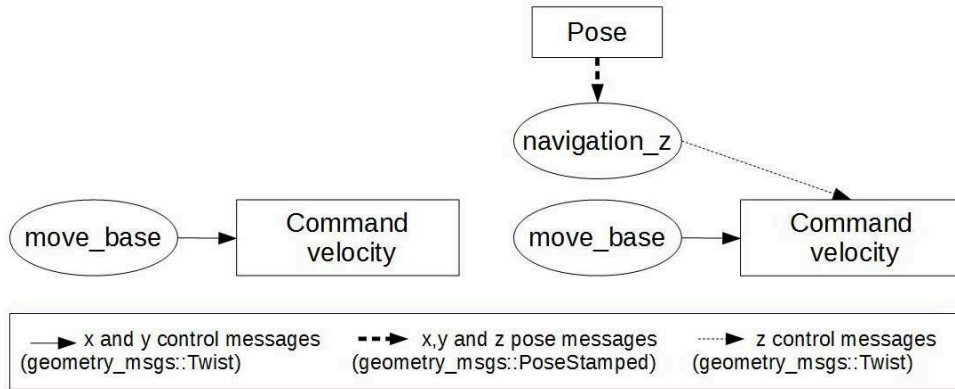 Pose
navigation_z
move_base
Command
velocity
move_base
Command
velocity
x and y control messages
(geometry_msgs::Twist)
x,y and z pose messages
(geometry_msgs::PoseStamped)
z control messages
(geometry_msgs::Twist)